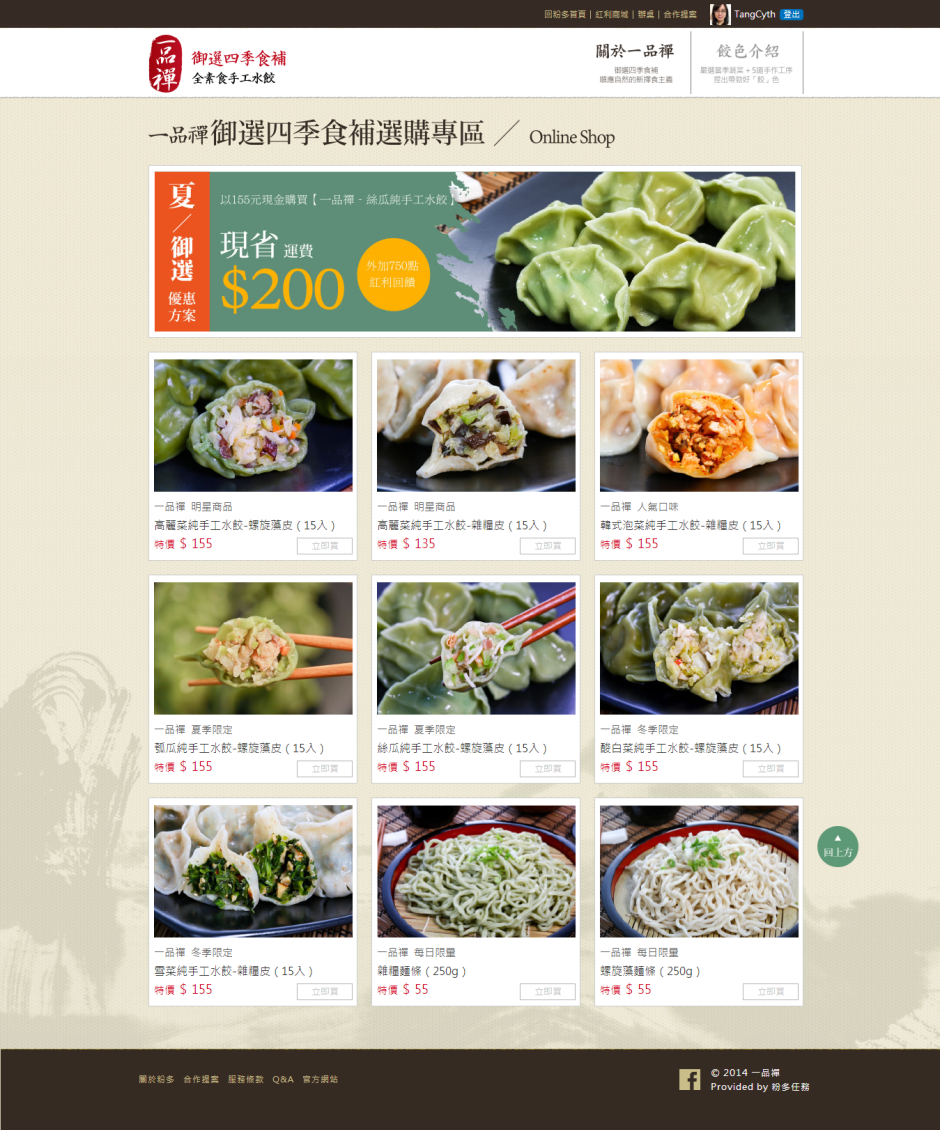 回粉多首頁 | 紅利商城 | 辦桌 | 合作提案
TangCyth 登出
一品禪
御選四季食補
全素食手工水餃
關於一品禪
御選四季食補
順應自然的新擇食主義
餃色介紹
嚴選當季蔬菜 + 5道手作工序
捏出帶勁好「餃」色
一品禪御選四季食補選購專區 ／ Online Shop
夏／御選
優惠方案
以155元現金購買【一品禪 - 絲瓜純手工水餃】
現省 運費
$200
外加750點
紅利回饋
一品禪 明星商品
高麗菜純手工水餃-螺旋藻皮 ( 15入 )
特價 $ 155
立即買
一品禪 明星商品
高麗菜純手工水餃-雜糧皮 ( 15入 )
特價 $ 135
立即買
一品禪 人氣口味
韓式泡菜純手工水餃-雜糧皮 ( 15入 )
特價 $ 155
立即買
一品禪 夏季限定
瓠瓜純手工水餃-螺旋藻皮 ( 15入 )
特價 $ 155
立即買
一品禪 夏季限定
絲瓜純手工水餃-螺旋藻皮 ( 15入 )
特價 $ 155
立即買
一品禪 冬季限定
酸白菜純手工水餃-螺旋藻皮 ( 15入 )
特價 $ 155
立即買
一品禪 冬季限定
雪菜純手工水餃-雜糧皮 ( 15入 )
特價 $ 155
立即買
一品禪 每日限量
雜糧麵條 ( 250g )
特價 $ 55
立即買
一品禪 每日限量
螺旋藻麵條 ( 250g )
特價 $ 55
立即買
回上方
關於粉多 合作提案 服務條款 Q&A 官方網站
© 2014 一品禪
Provided by 粉多任務